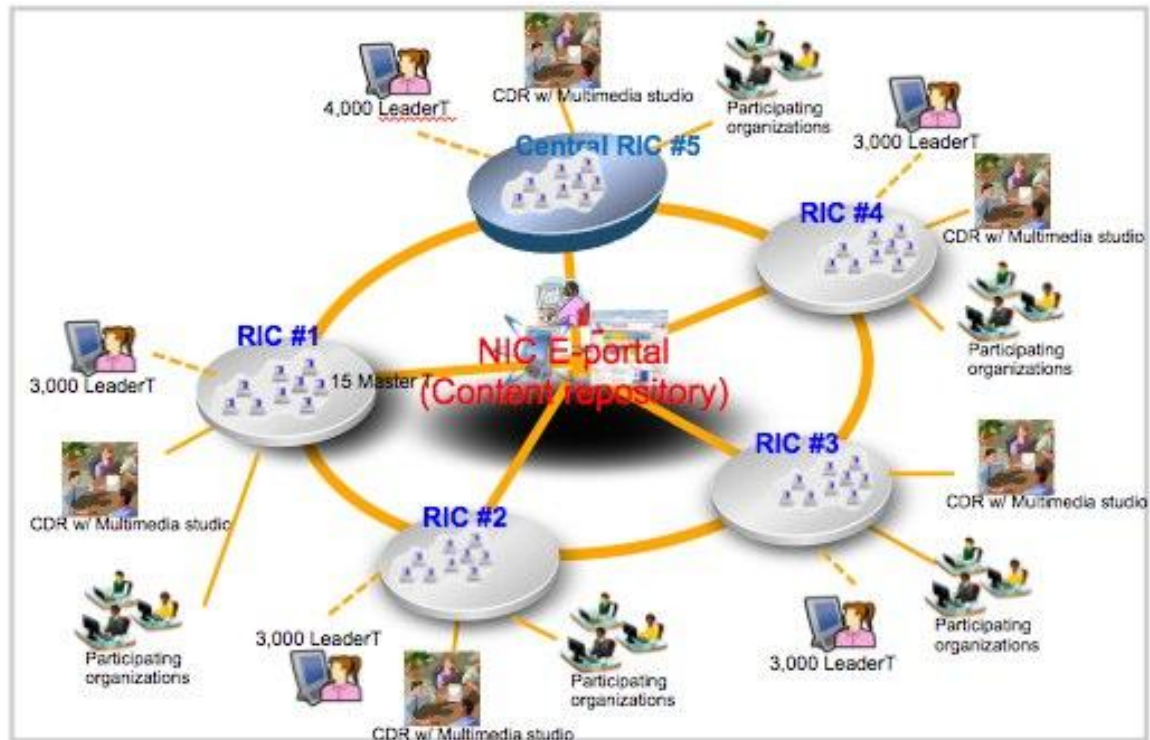 4,000 LeaderT
CDR w/ Multimedia studio
Participating
organizations
Central RIC #5
3,000 LeaderT
RIC #4
CDR w/ Multimedia studio
Participating
organizations
RIC #1
3,000 LeaderT
15 Master T
NIC E-portal
(Content repository)
CDR w/ Multimedia studio
Participating
organizations
RIC #2
3,000 LeaderT
CDR w/ Multimedia studio
Participating
organizations
RIC #3
CDR w/ Multimedia studio
Participating
organizations
3,000 LeaderT